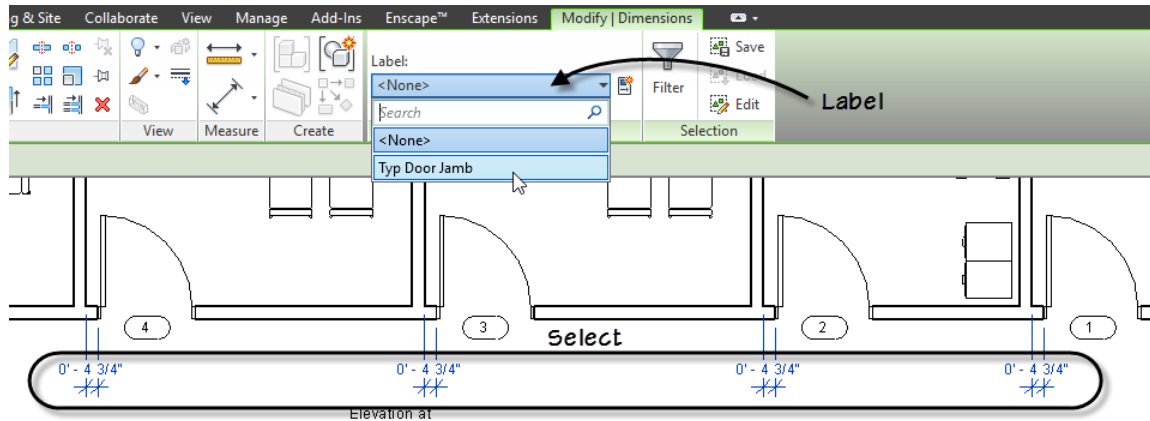 g & Site Collaborate View Manage Add-Ins Enscape™ Extensions Modify | Dimensions
Label:
<None>
Search
<None>
Typ Door Jamb
Filter
Save
Load
Edit
View Measure Create Selection
Label
4 3 2 1
Select
0' - 4 3/4" 0' - 4 3/4" 0' - 4 3/4" 0' - 4 3/4"
Elevation at